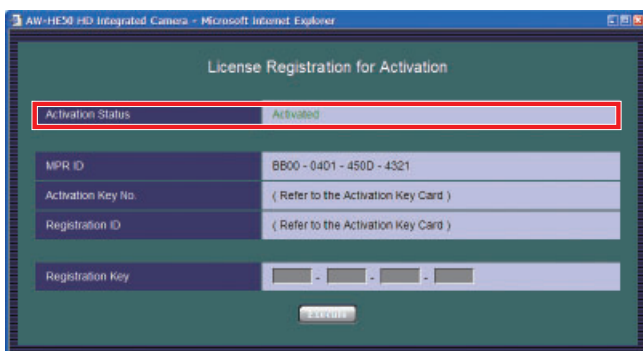 AW-HE50 HD Integrated Camera - Microsoft Internet Explorer
License Registration for Activation
Activation Status Activated
MPR ID BB00 - 04D1 - 450D - 4321
Activation Key No. ( Refer to the Activation Key Card )
Registration ID ( Refer to the Activation Key Card )
Registration Key - - -
Execute